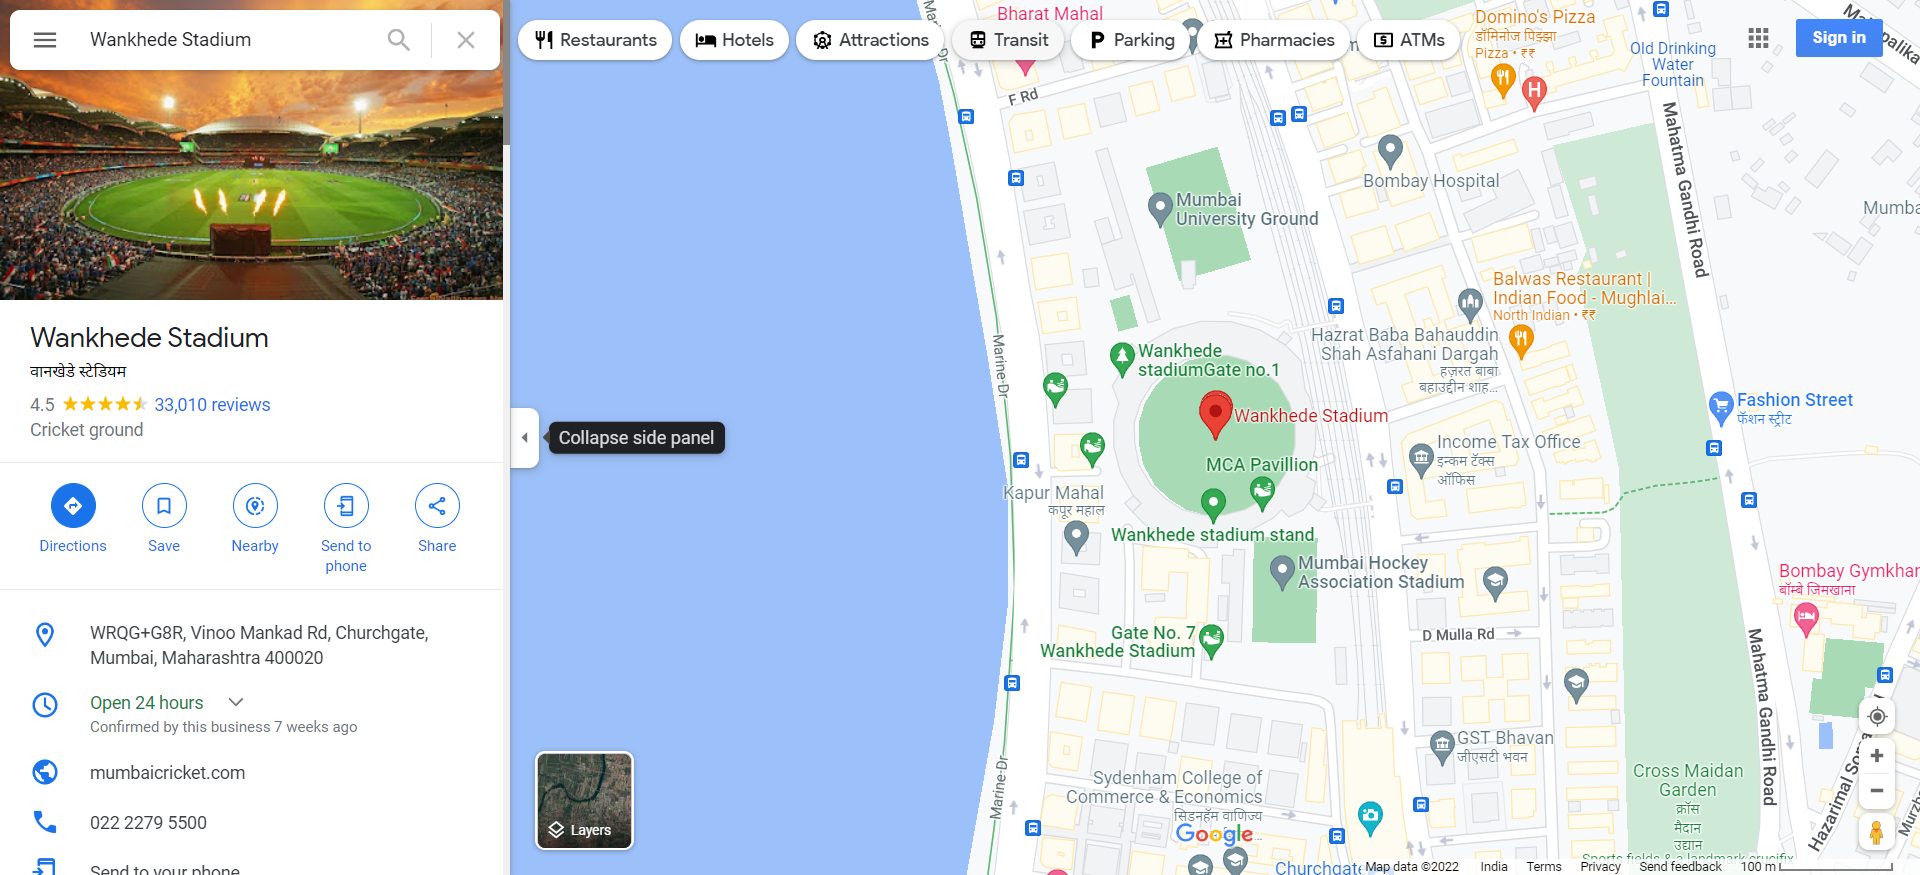 Wankhede Stadium
Restaurants
Hotels
Attractions
Transit
Parking
Pharmacies
ATMs
Sign in
Wankhede Stadium
वानखेडे स्टेडियम
4.5
33,010 reviews
Cricket ground
Collapse side panel
Directions
Save
Nearby
Send to
phone
Share
WRQG+G8R, Vinoo Mankad Rd, Churchgate,
Mumbai, Maharashtra 400020
Open 24 hours
Confirmed by this business 7 weeks ago
mumbaicricket.com
022 2279 5500
Send to your phone
Layers
Bharat Mahal
F Rd
Domino's Pizza
डॉमिनोज पिझ्झा
Pizza • ₹₹
Old Drinking
Water
Fountain
Bombay Hospital
Mumbai
University Ground
Mahatma Gandhi Road
Balwas Restaurant |
Indian Food - Mughlai...
North Indian • ₹₹
Hazrat Baba Bahauddin
Shah Asfahani Dargah
हज़रत बाबा
बहाउद्दीन शाह...
Wankhede
stadiumGate no.1
Marine Dr
Wankhede Stadium
Fashion Street
फॅशन स्ट्रीट
Income Tax Office
इन्कम टॅक्स
ऑफिस
MCA Pavillion
Kapur Mahal
कपूर महाल
Wankhede stadium stand
Mumbai Hockey
Association Stadium
Bombay Gymkhan
बॉम्बे जिमखाना
Gate No. 7
Wankhede Stadium
D Mulla Rd
Mahatma Gandhi Road
GST Bhavan
जीएसटी भवन
Marine Dr
Sydenham College of
Commerce & Economics
सिडनहॅम वाणिज्य
Cross Maidan
Garden
क्रॉस
मैदान
उद्यान
Google
Churchgate
Map data ©2022
India
Terms
Privacy
Send feedback
100 m